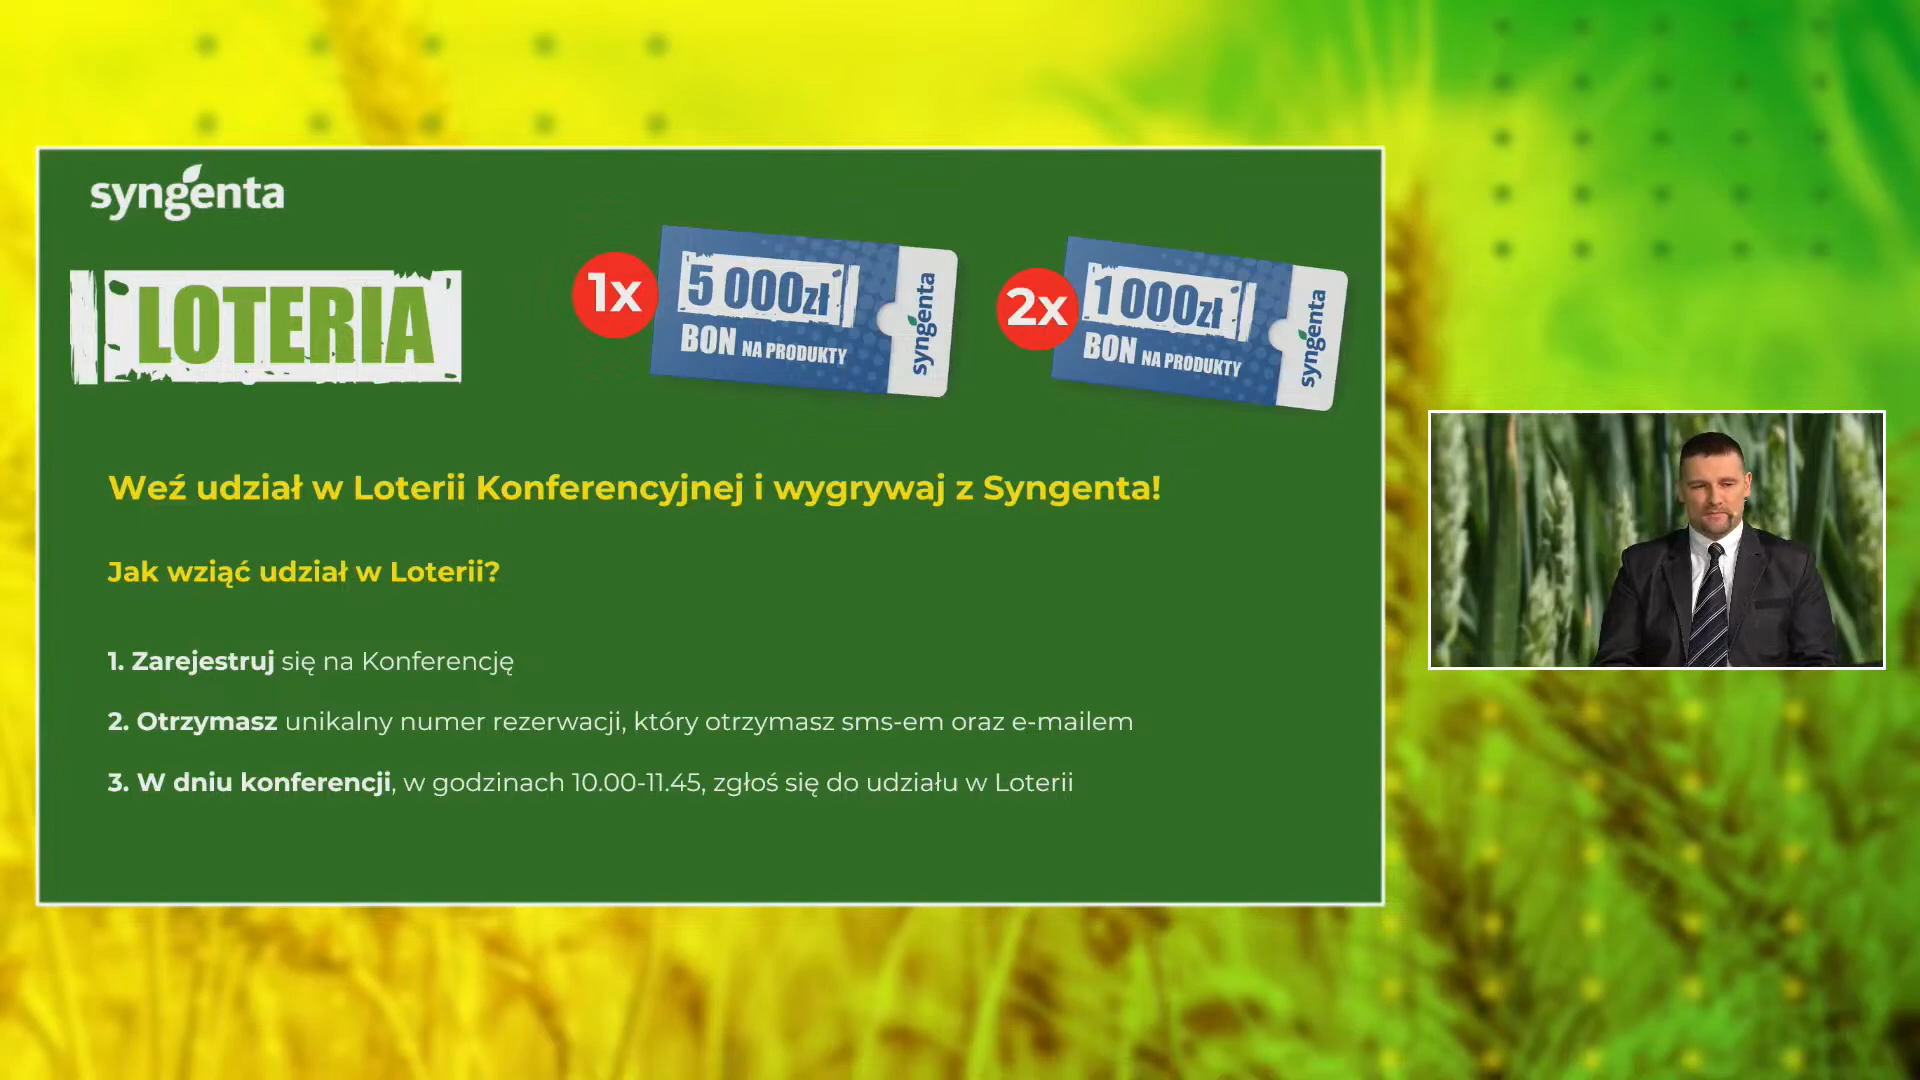 syngenta
LOTERIA
1x
5 000zł
BON NA PRODUKTY
syngenta
2x
1 000zł
BON NA PRODUKTY
syngenta
Weź udział w Loterii Konferencyjnej i wygrywaj z Syngenta!
Jak wziąć udział w Loterii?
1. Zarejestruj się na Konferencję
2. Otrzymasz unikalny numer rezerwacji, który otrzymasz sms-em oraz e-mailem
3. W dniu konferencji, w godzinach 10.00-11.45, zgłoś się do udziału w Loterii